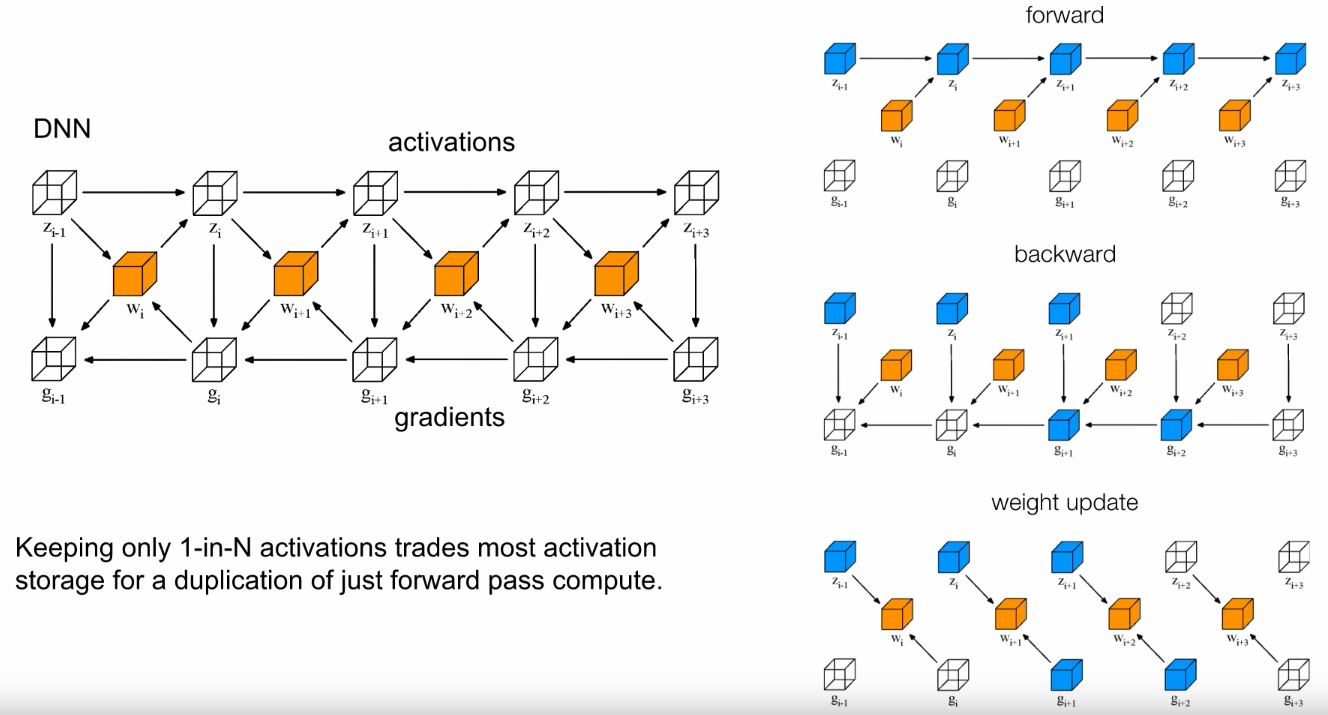 DNN
activations
z_{i-1} z_i z_{i+1} z_{i+2} z_{i+3}
w_i w_{i+1} w_{i+2} w_{i+3}
g_{i-1} g_i g_{i+1} g_{i+2} g_{i+3}
gradients
Keeping only 1-in-N activations trades most activation
storage for a duplication of just forward pass compute.
forward
z_{i-1} z_i z_{i+1} z_{i+2} z_{i+3}
w_i w_{i+1} w_{i+2} w_{i+3}
g_{i-1} g_i g_{i+1} g_{i+2} g_{i+3}
backward
z_{i-1} z_i z_{i+1} z_{i+2} z_{i+3}
w_i w_{i+1} w_{i+2} w_{i+3}
g_{i-1} g_i g_{i+1} g_{i+2} g_{i+3}
weight update
z_{i-1} z_i z_{i+1} z_{i+2} z_{i+3}
w_i w_{i+1} w_{i+2} w_{i+3}
g_{i-1} g_i g_{i+1} g_{i+2} g_{i+3}